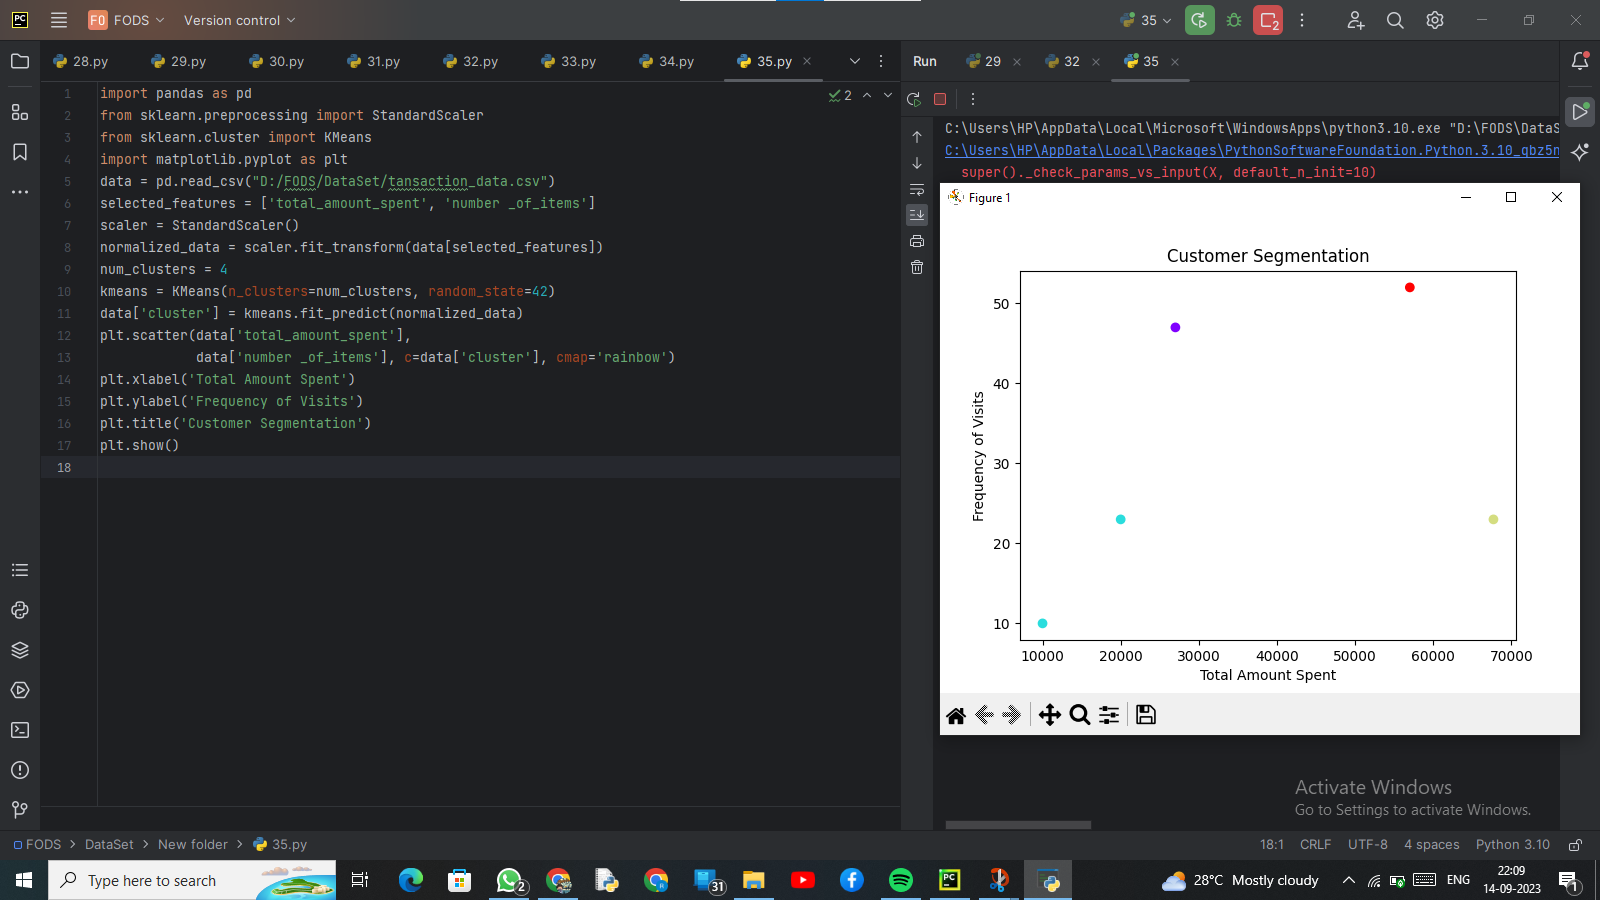 PC FO FODS Version control 35 2
28.py 29.py 30.py 31.py 32.py 33.py 34.py 35.py
Run 29 32 35
2
1 import pandas as pd
2 from sklearn.preprocessing import StandardScaler
3 from sklearn.cluster import KMeans
4 import matplotlib.pyplot as plt
5 data = pd.read_csv("D:/FODS/DataSet/tansaction_data.csv")
6 selected_features = ['total_amount_spent', 'number _of_items']
7 scaler = StandardScaler()
8 normalized_data = scaler.fit_transform(data[selected_features])
9 num_clusters = 4
10 kmeans = KMeans(n_clusters=num_clusters, random_state=42)
11 data['cluster'] = kmeans.fit_predict(normalized_data)
12 plt.scatter(data['total_amount_spent'],
13 data['number _of_items'], c=data['cluster'], cmap='rainbow')
14 plt.xlabel('Total Amount Spent')
15 plt.ylabel('Frequency of Visits')
16 plt.title('Customer Segmentation')
17 plt.show()
18
C:\Users\HP\AppData\Local\Microsoft\WindowsApps\python3.10.exe "D:\FODS\DataS
C:\Users\HP\AppData\Local\Packages\PythonSoftwareFoundation.Python.3.10_qbz5n
super()._check_params_vs_input(X, default_n_init=10)
Figure 1
Customer Segmentation
50
40
30
20
10
Frequency of Visits
10000 20000 30000 40000 50000 60000 70000
Total Amount Spent
Activate Windows
Go to Settings to activate Windows.
FODS > DataSet > New folder > 35.py
18:1 CRLF UTF-8 4 spaces Python 3.10
Type here to search
2
31
PC
28°C Mostly cloudy
ENG
22:09
14-09-2023
1